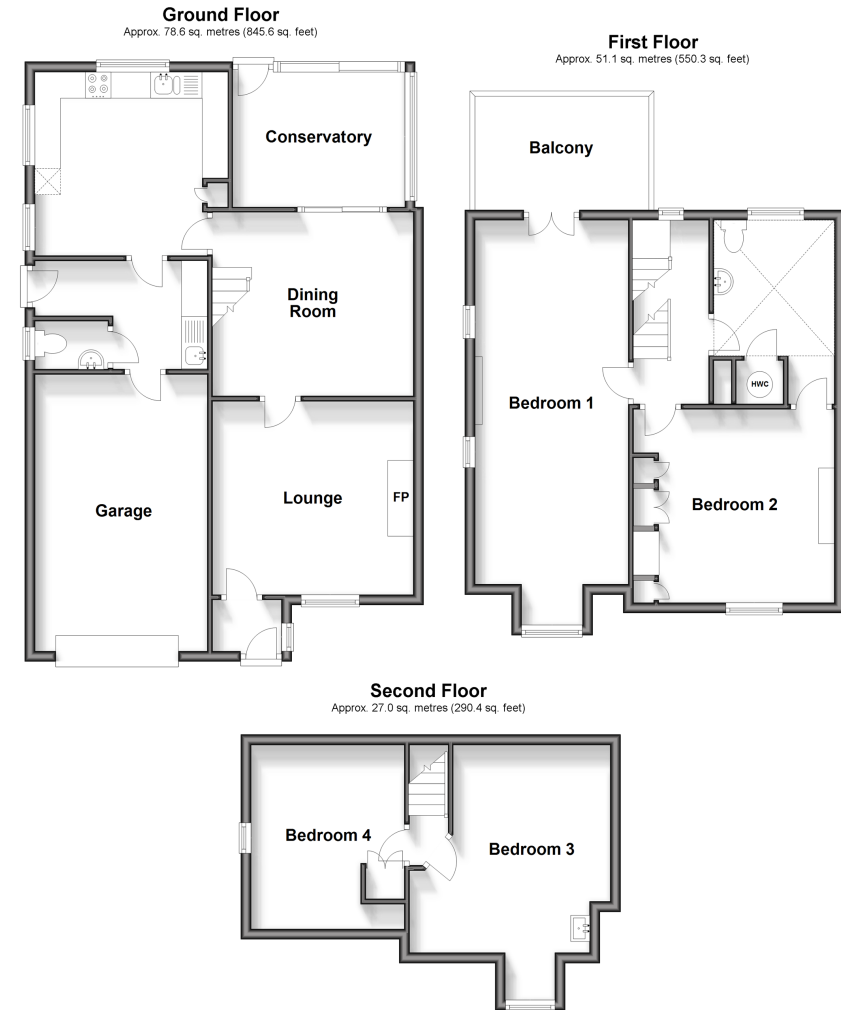 Ground Floor
Approx. 78.6 sq. metres (845.6 sq. feet)
Conservatory
Dining
Room
Garage
Lounge
FP
First Floor
Approx. 51.1 sq. metres (550.3 sq. feet)
Balcony
Bedroom 1
HWC
Bedroom 2
Second Floor
Approx. 27.0 sq. metres (290.4 sq. feet)
Bedroom 4
Bedroom 3